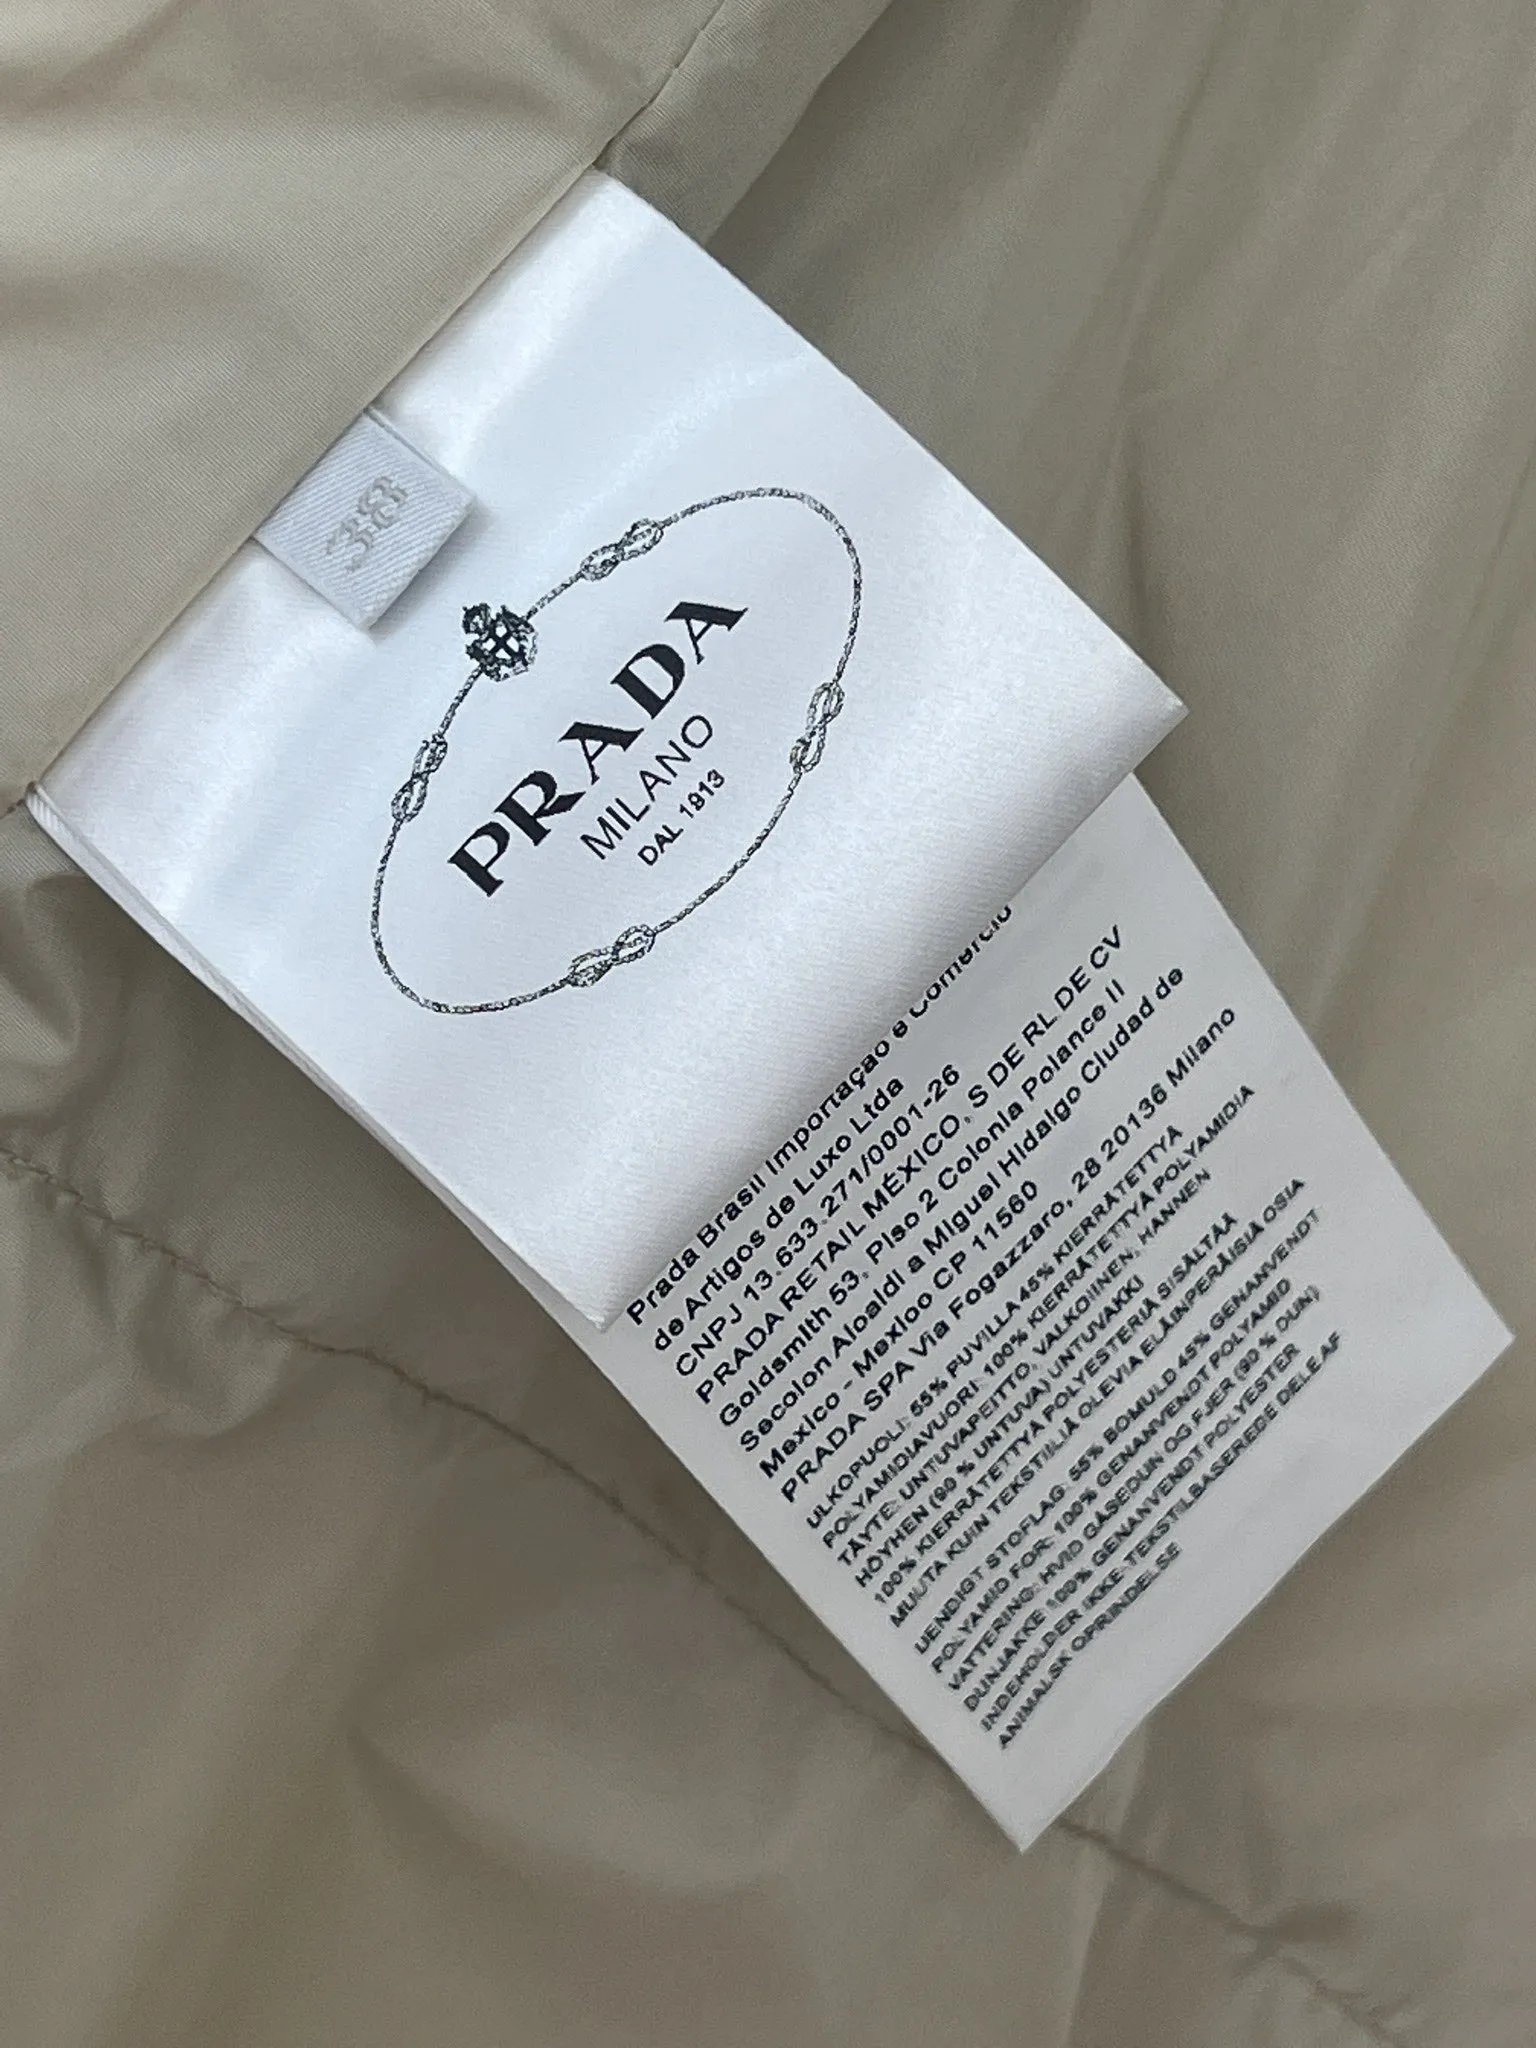 38
PRADA
MILANO
DAL 1913
Prada Brasil Importaçao e Comercio
de Artigos de Luxo Ltda
CNPJ 13.633.271/0001-26
PRADA RETAIL MÉXICO, S DE RL DE CV
Goldsmith 53, Piso 2 Colonia Polanco II
Seccion Aloaldi a Miguel Hidalgo Ciudad de
Mexico - Mexico CP 11560
PRADA SPA Via Fogazzaro, 28 20136 Milano
ULKOPUOLI: 55% PUVILLA 45% KIERRÄTETTYÄ
POLYAMIDIAVUORI: 100% KIERRÄTETTYÄ POLYAMIDIA
TÄYTE: UNTUVAPEITTO, VALKOINEN, HANNEN
HÖYHEN (90 % UNTUVA) UNTUVAKKI
100% KIERRÄTETTYÄ POLYESTERIÄ SISÄLTÄÄ
MUUTA KUIN TEKSTIILIÄ OLEVIA ELÄINPERÄISIÄ OSIA
UENDIGT STOFLAG: 55% BOMULD 45% GENANVENDT
POLYAMID FOR: 100% GENANVENDT POLYAMID
VATTERING: HVID GÅSEDUN OG FJER (90 % DUN)
DUNJAKKE 100% GENANVENDT POLYESTER
INDEHOLDER IKKE-TEKSTILBASEREDE DELE AF
ANIMALSK OPRINDELSE